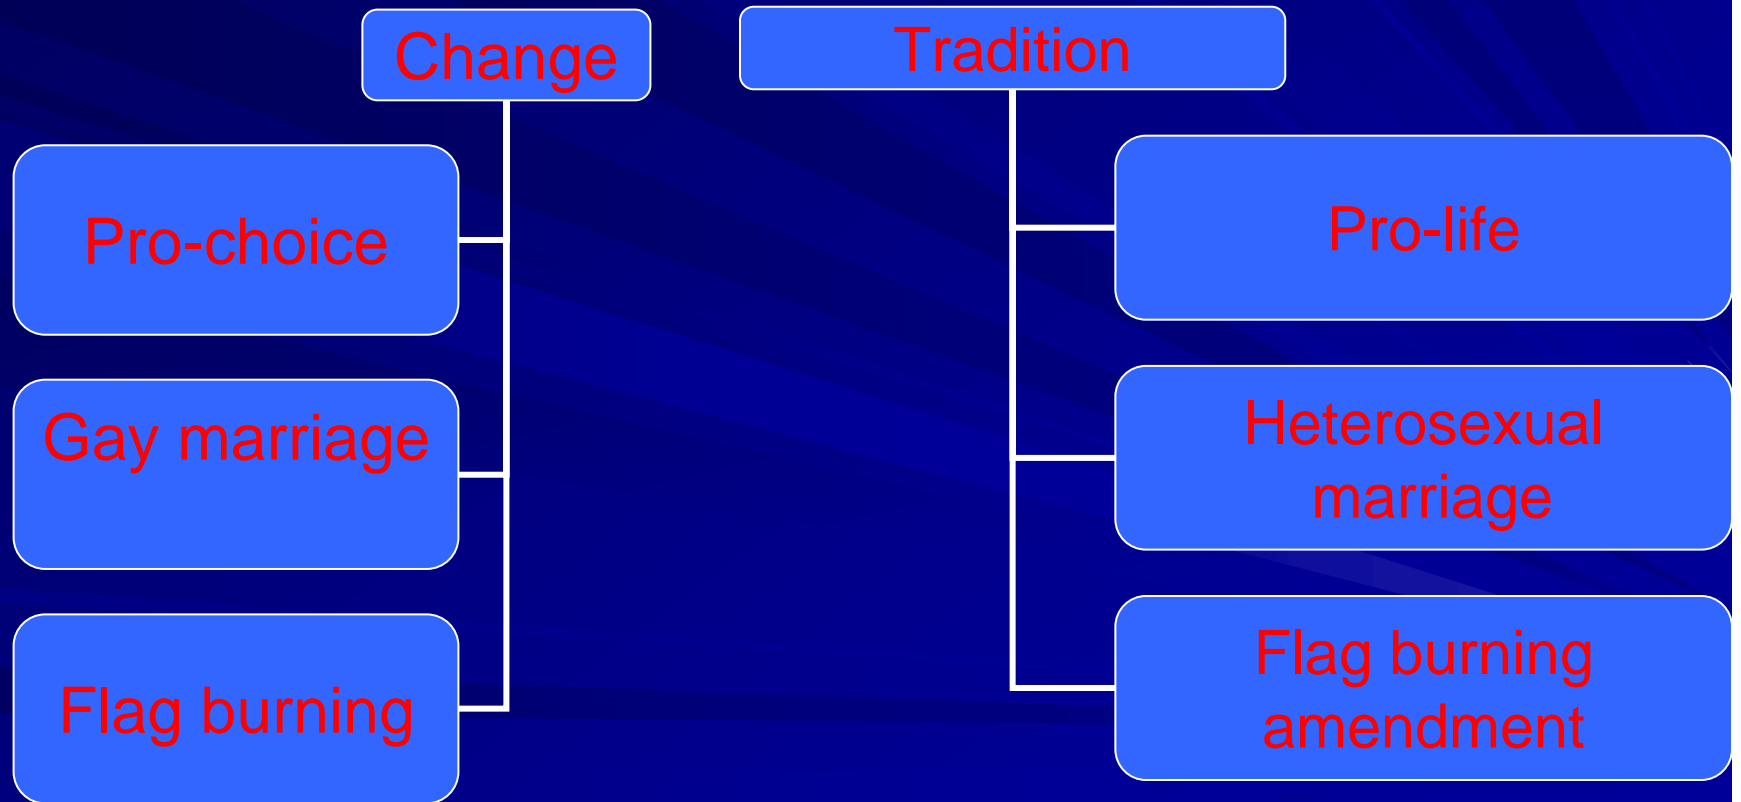 Change
Pro-choice
Gay marriage
Flag burning
Tradition
Pro-life
Heterosexual
marriage
Flag burning
amendment